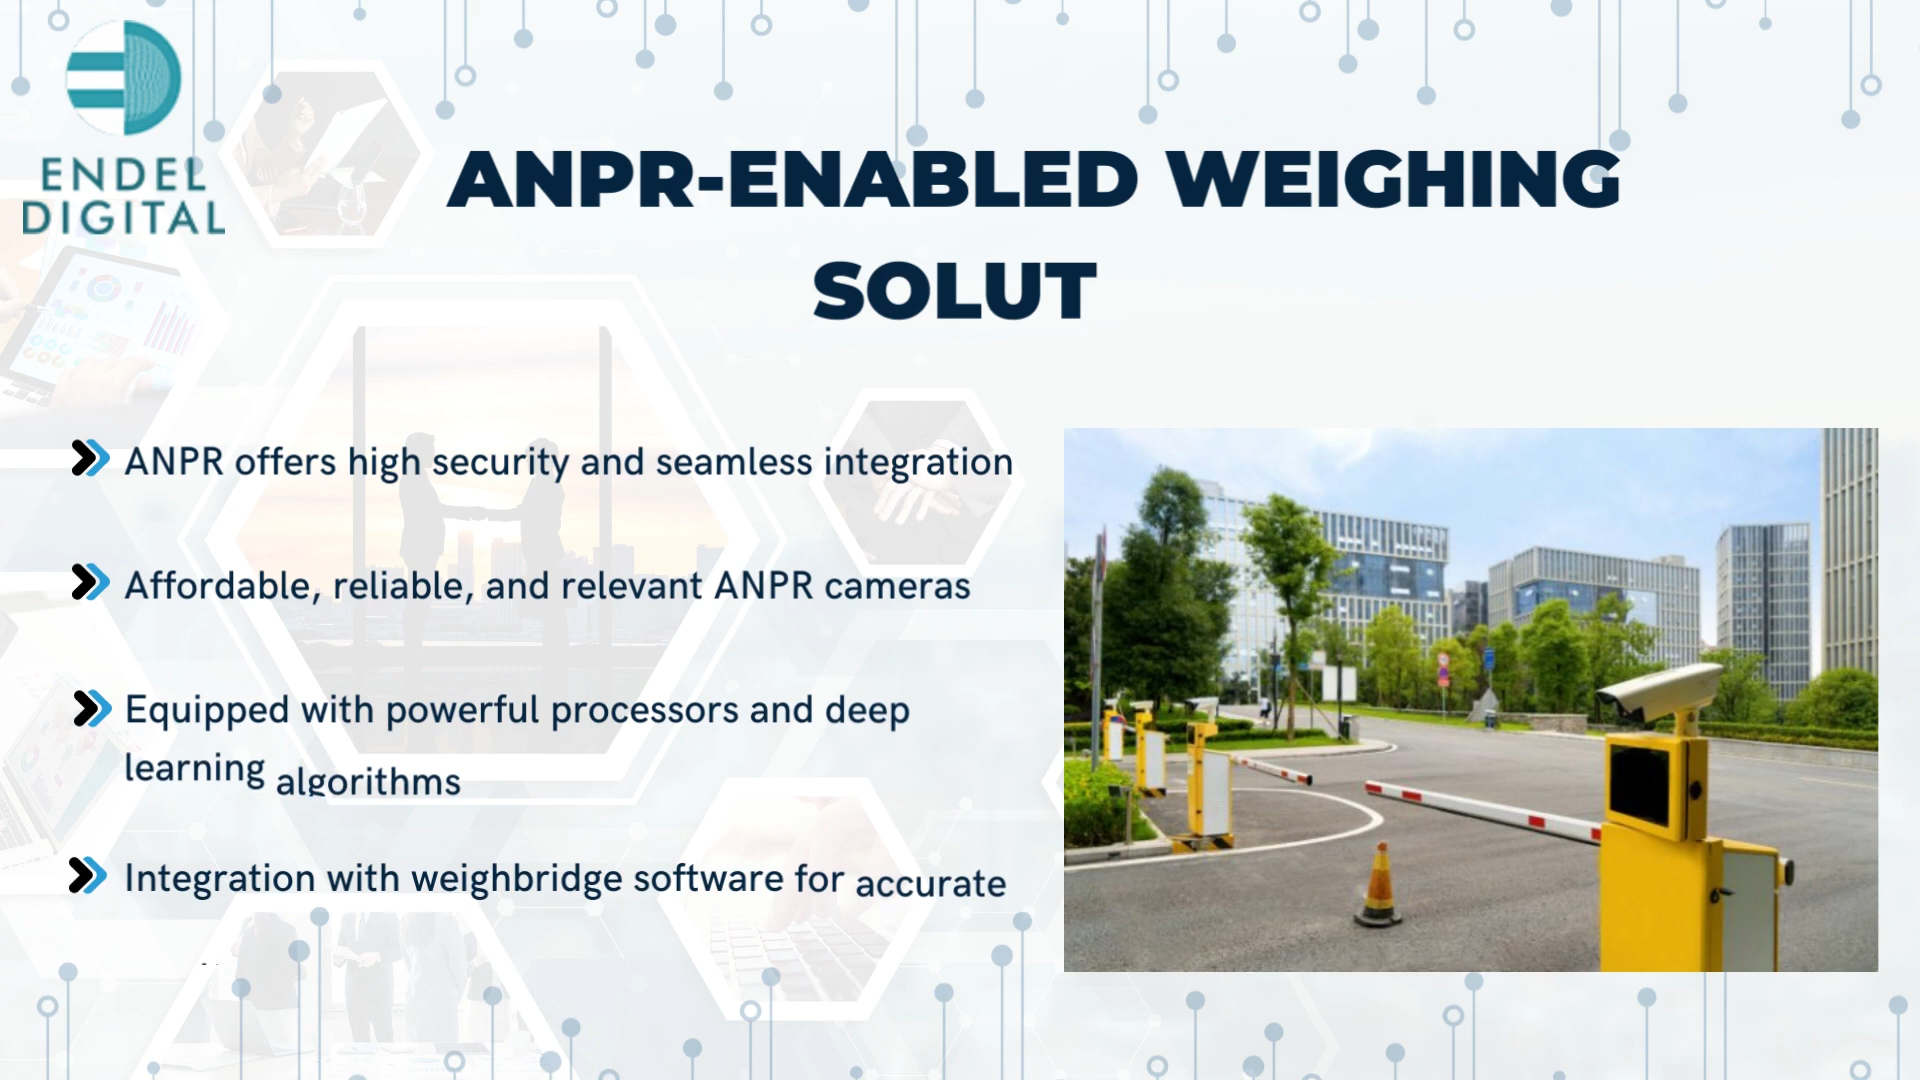 ENDEL
DIGITAL
ANPR-ENABLED WEIGHING
SOLUT
ANPR offers high security and seamless integration
Affordable, reliable, and relevant ANPR cameras
Equipped with powerful processors and deep
learning algorithms
Integration with weighbridge software for accurate